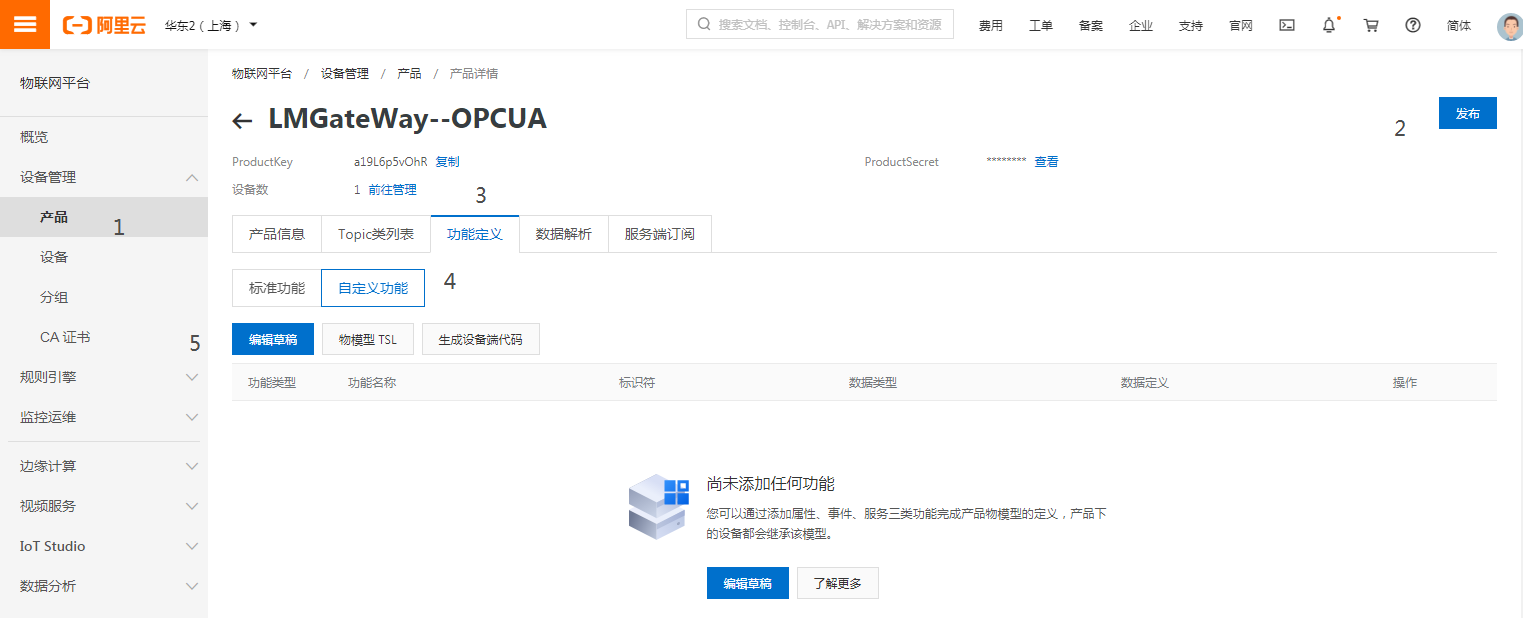 阿里云 华东2（上海） 搜索文档、控制台、API、解决方案和资源 费用 工单 备案 企业 支持 官网 简体
物联网平台
概览
设备管理
产品 1
设备
分组
CA 证书
5
规则引擎
监控运维
边缘计算
视频服务
IoT Studio
数据分析
物联网平台 / 设备管理 / 产品 / 产品详情
LMGateWay--OPCUA
2 发布
ProductKey a19L6p5vOhR 复制 ProductSecret ******** 查看
设备数 1 前往管理
3
产品信息 Topic类列表 功能定义 数据解析 服务端订阅
标准功能 自定义功能 4
编辑草稿 物模型 TSL 生成设备端代码
功能类型 功能名称 标识符 数据类型 数据定义 操作
尚未添加任何功能
您可以通过添加属性、事件、服务三类功能完成产品物模型的定义，产品下
的设备都会继承该模型。
编辑草稿 了解更多